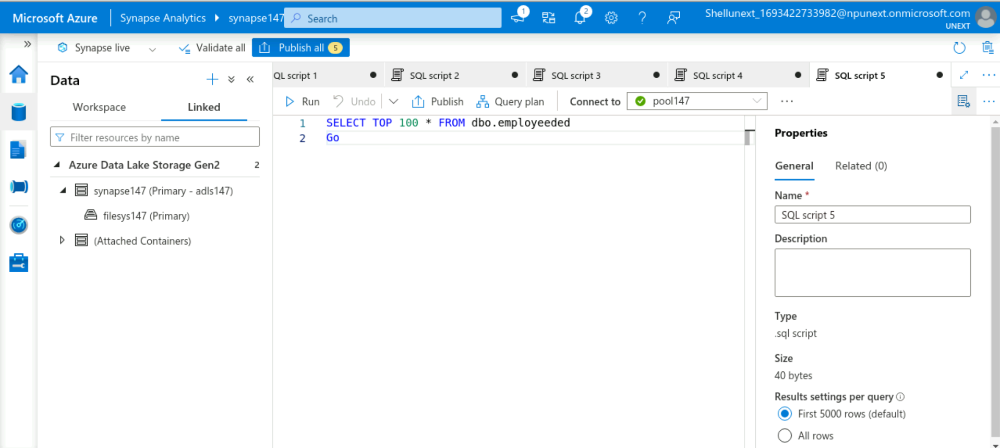 Microsoft Azure
Synapse Analytics
synapse147
Search
1
2
?
Shellunext_1693422733982@npunext.onmicrosoft.com
UNEXT
Synapse live
Validate all
Publish all 5
Data
Workspace
Linked
Filter resources by name
Azure Data Lake Storage Gen2 2
synapse147 (Primary - adls147)
filesys147 (Primary)
(Attached Containers)
QL script 1
SQL script 2
SQL script 3
SQL script 4
SQL script 5
Run
Undo
Publish
Query plan
Connect to
pool147
1 SELECT TOP 100 * FROM dbo.employeeded
2 Go
Properties
General
Related (0)
Name *
SQL script 5
Description
Type
.sql script
Size
40 bytes
Results settings per query
First 5000 rows (default)
All rows